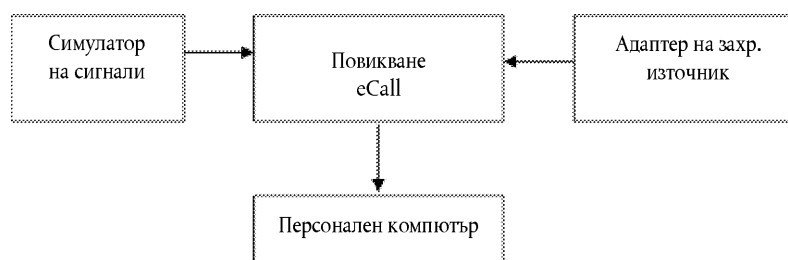 Симулатор
на сигнали
Повикване
eCall
Адаптер на захр.
източник
Персонален компютър